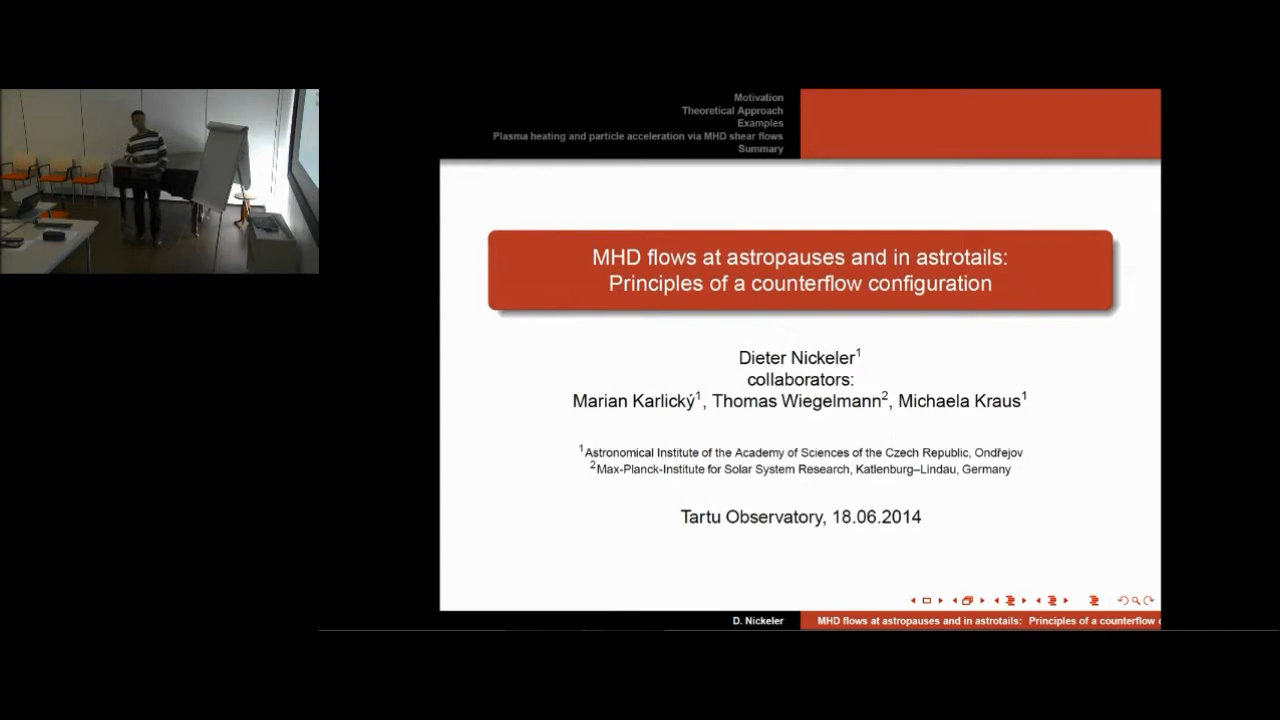 Motivation
Theoretical Approach
Examples
Plasma heating and particle acceleration via MHD shear flows
Summary
MHD flows at astropauses and in astrotails:
Principles of a counterflow configuration
Dieter Nickeler¹
collaborators:
Marian Karlický¹, Thomas Wiegelmann², Michaela Kraus¹
¹Astronomical Institute of the Academy of Sciences of the Czech Republic, Ondřejov
²Max-Planck-Institute for Solar System Research, Katlenburg–Lindau, Germany
Tartu Observatory, 18.06.2014
D. Nickeler
MHD flows at astropauses and in astrotails: Principles of a counterflow